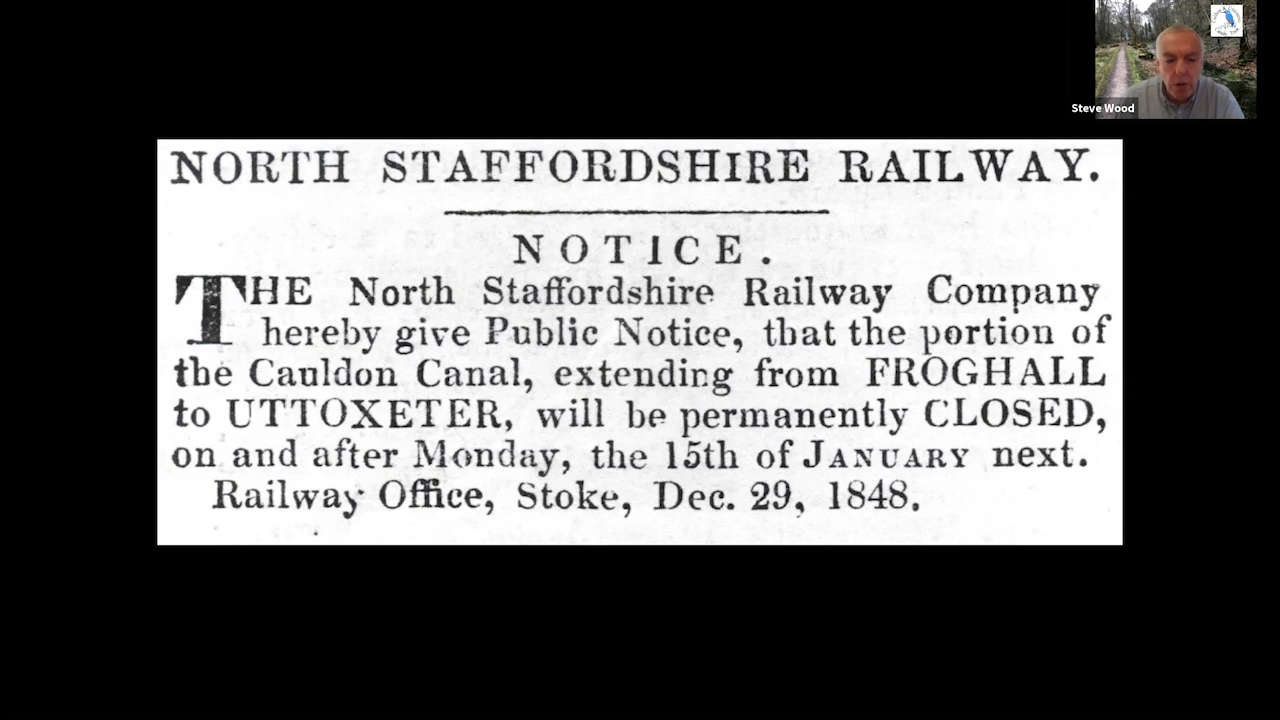 Steve Wood
NORTH STAFFORDSHIRE RAILWAY.
NOTICE.
THE North Staffordshire Railway Company
hereby give Public Notice, that the portion of
the Cauldon Canal, extending from FROGHALL
to UTTOXETER, will be permanently CLOSED,
on and after Monday, the 15th of JANUARY next.
Railway Office, Stoke, Dec. 29, 1848.